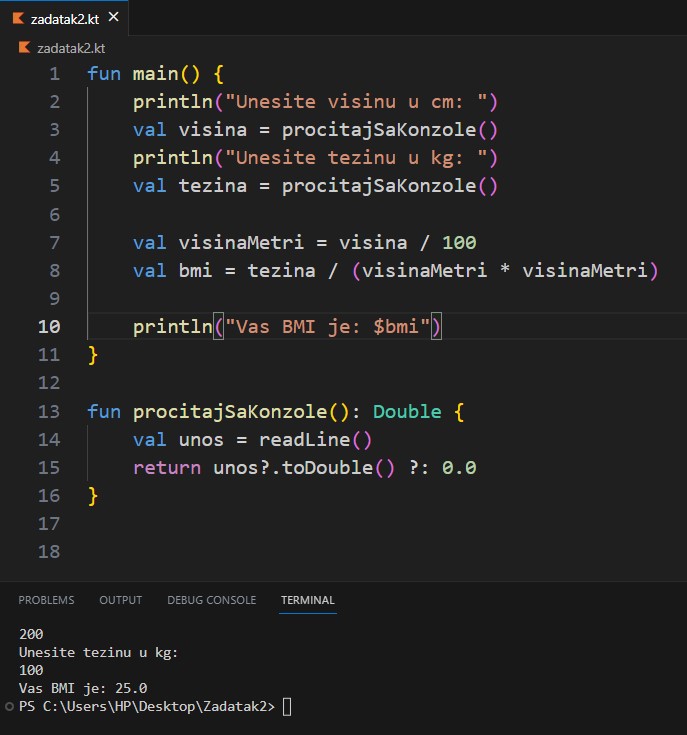 zadatak2.kt ×
zadatak2.kt
1 fun main() {
2     println("Unesite visinu u cm: ")
3     val visina = procitajSaKonzole()
4     println("Unesite tezinu u kg: ")
5     val tezina = procitajSaKonzole()
6
7     val visinaMetri = visina / 100
8     val bmi = tezina / (visinaMetri * visinaMetri)
9
10     println("Vas BMI je: $bmi")
11 }
12
13 fun procitajSaKonzole(): Double {
14     val unos = readLine()
15     return unos?.toDouble() ?: 0.0
16 }
17
18
PROBLEMS OUTPUT DEBUG CONSOLE TERMINAL
200
Unesite tezinu u kg:
100
Vas BMI je: 25.0
PS C:\Users\HP\Desktop\Zadatak2>